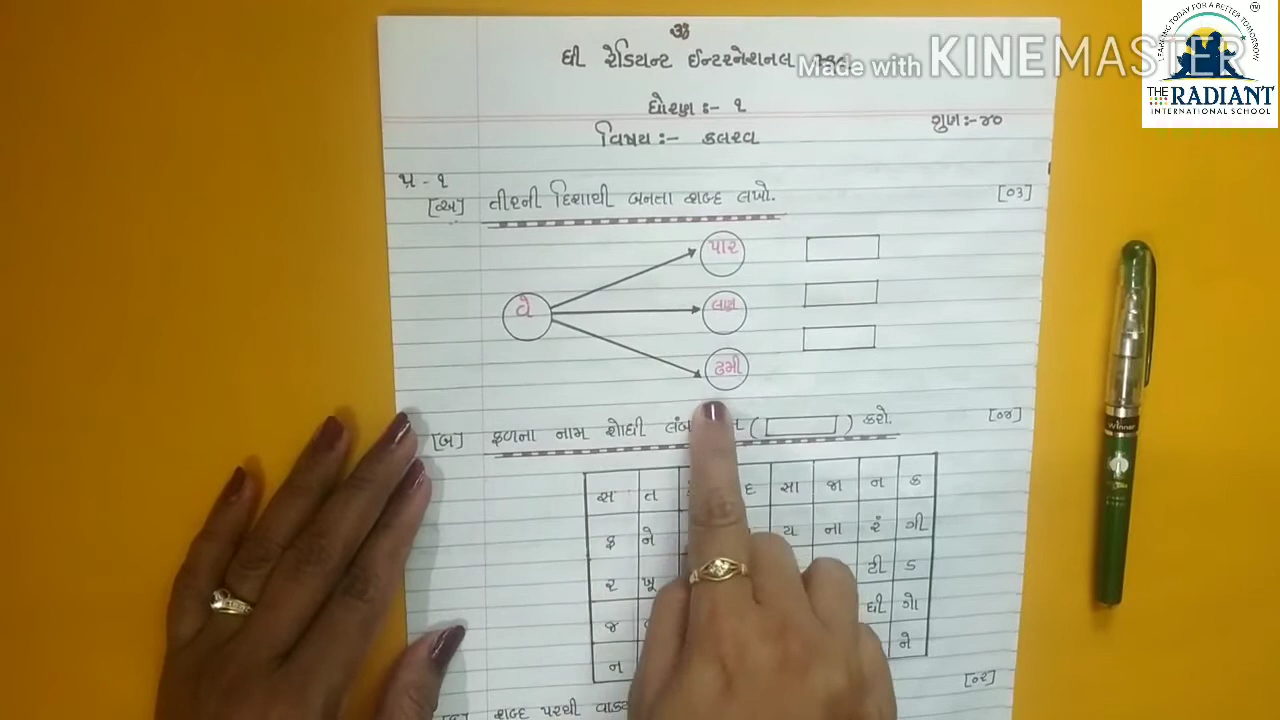 ૐ
ધી રેડિયન્ટ ઈન્ટરનેશનલ
Made with KINEMASTER
THE RADIANT
INTERNATIONAL SCHOOL
ધોરણ :- ૧
વિષય :- કલરવ
ગુણ :- ૪૦
પ્ર - ૧
[અ] તીરની દિશાથી બનતા શબ્દ લખો. [૦૩]
પાર
વે
લણ
ઢમી
[બ] ફળના નામ શોધી ( ) કરો. [૦૪]
સ ત દ સા જા ન ક
ફ ને ય ના રં ગી
ર ખૂ ટી ક
જ ઘી ગો
ન ને
શબ્દ પરથી [૦૨]
Winner